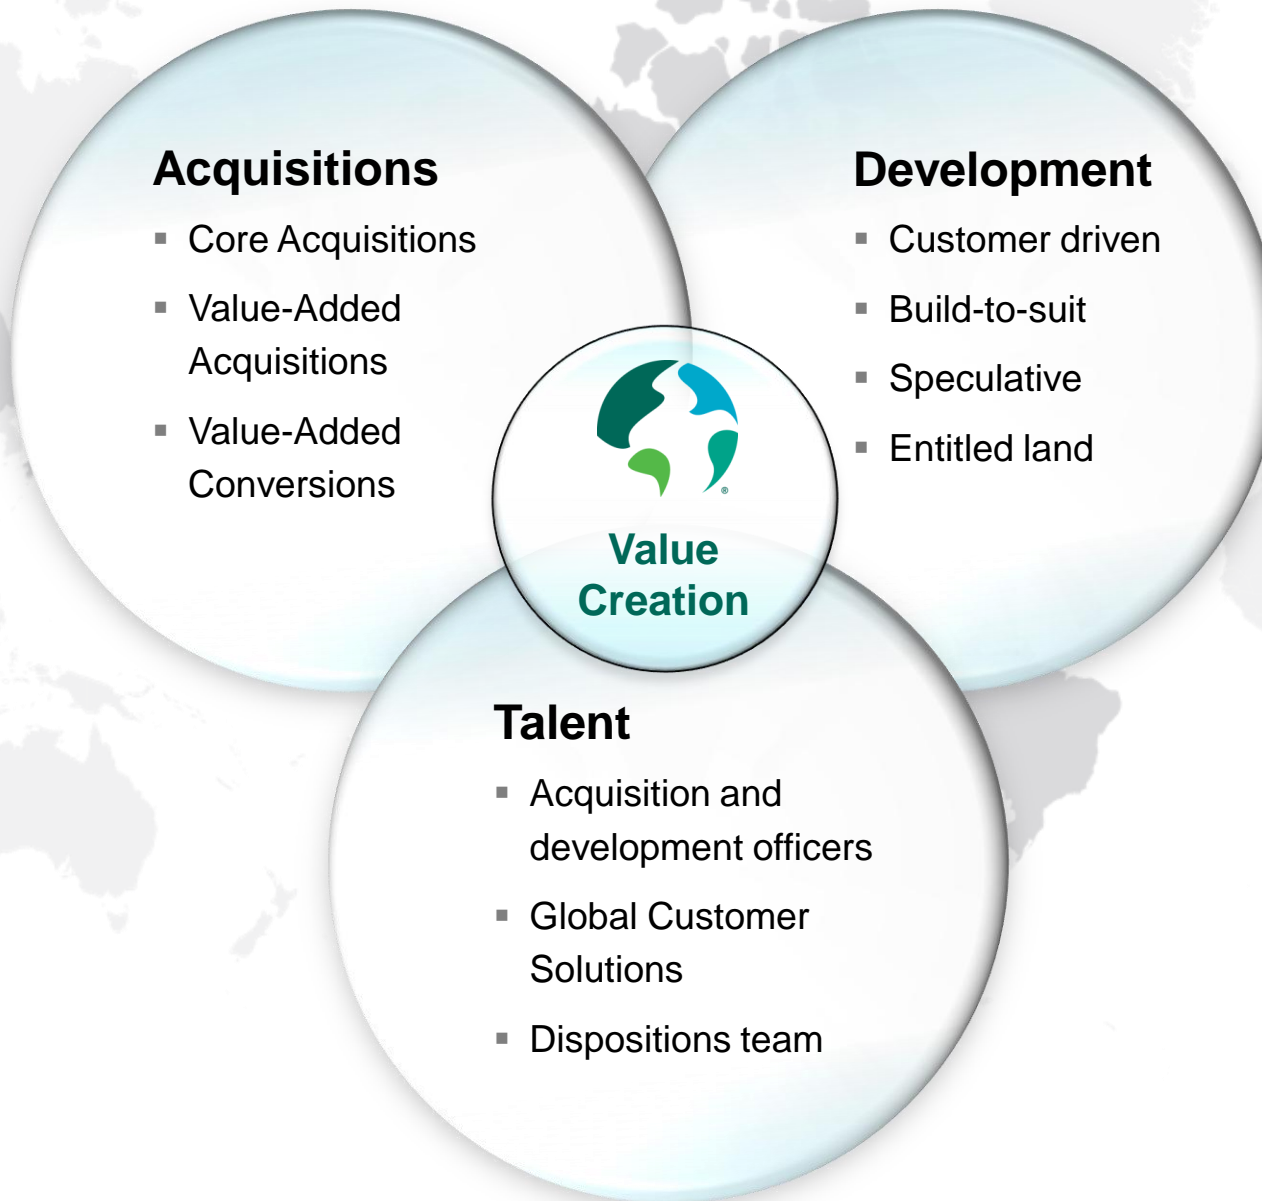 Acquisitions
▪ Core Acquisitions
▪ Value-Added
Acquisitions
▪ Value-Added
Conversions
Development
▪ Customer driven
▪ Build-to-suit
▪ Speculative
▪ Entitled land
®
Value
Creation
Talent
▪ Acquisition and
development officers
▪ Global Customer
Solutions
▪ Dispositions team